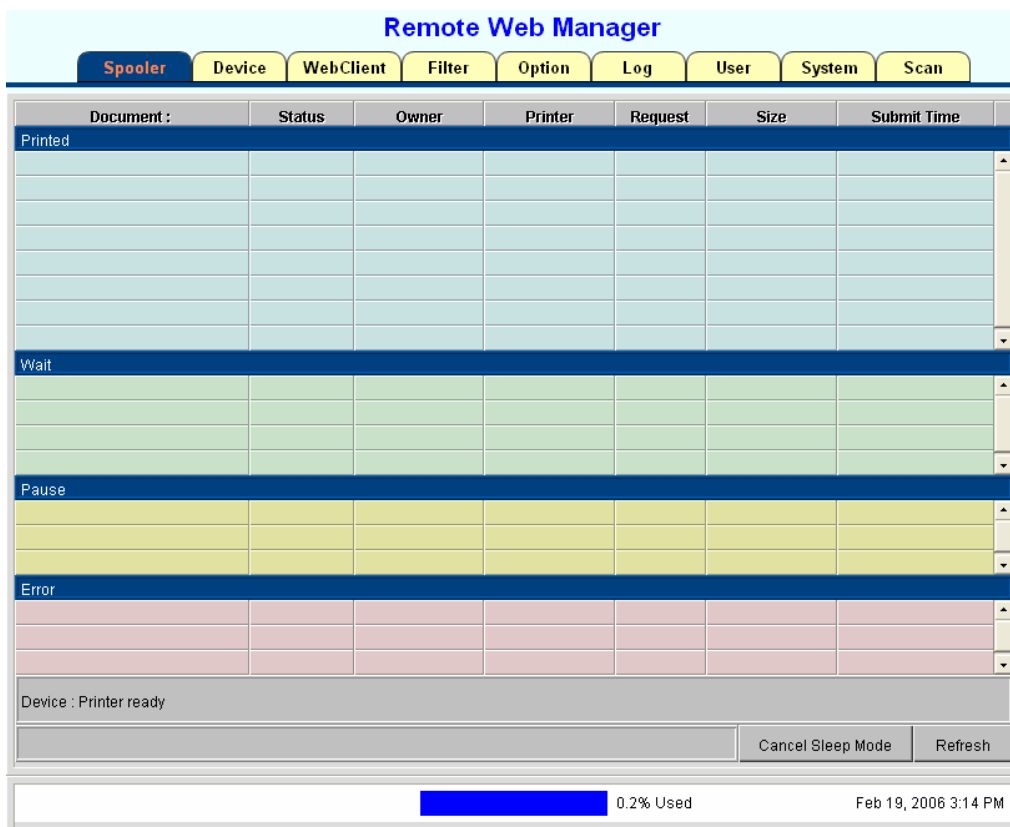 Remote Web Manager
Spooler Device WebClient Filter Option Log User System Scan
Document : Status Owner Printer Request Size Submit Time
Printed
Wait
Pause
Error
Device : Printer ready
Cancel Sleep Mode Refresh
0.2% Used Feb 19, 2006 3:14 PM